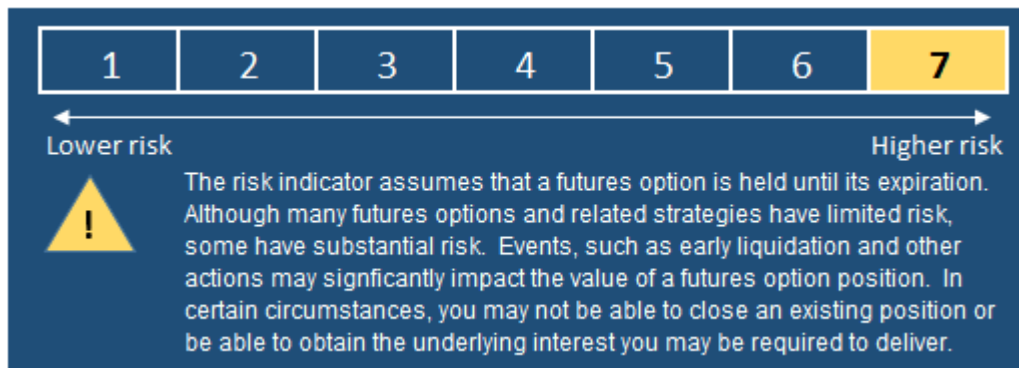 1 2 3 4 5 6 7
Lower risk Higher risk
!
The risk indicator assumes that a futures option is held until its expiration.
Although many futures options and related strategies have limited risk,
some have substantial risk.  Events, such as early liquidation and other
actions may signficantly impact the value of a futures option position.  In
certain circumstances, you may not be able to close an existing position or
be able to obtain the underlying interest you may be required to deliver.